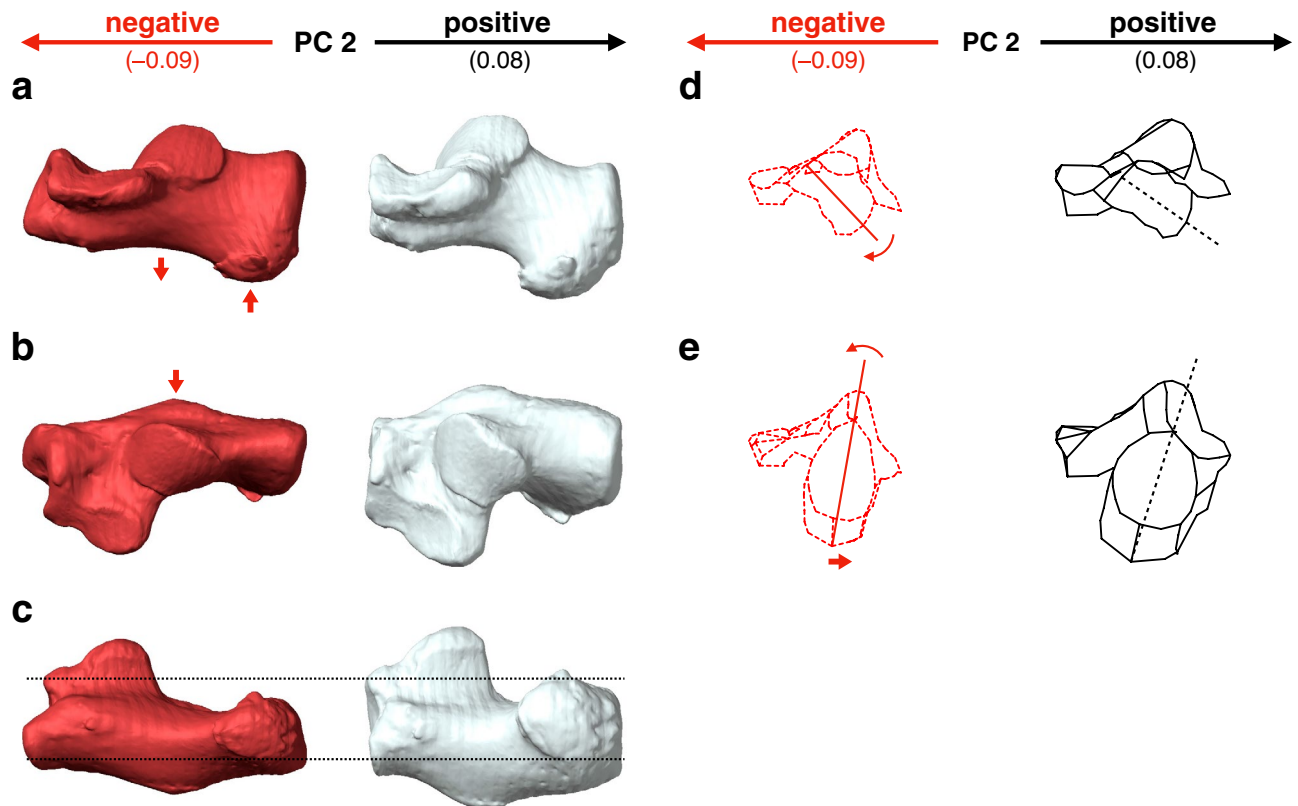 negative PC 2 positive
(–0.09) (0.08)
negative PC 2 positive
(–0.09) (0.08)
a
d
b
e
c